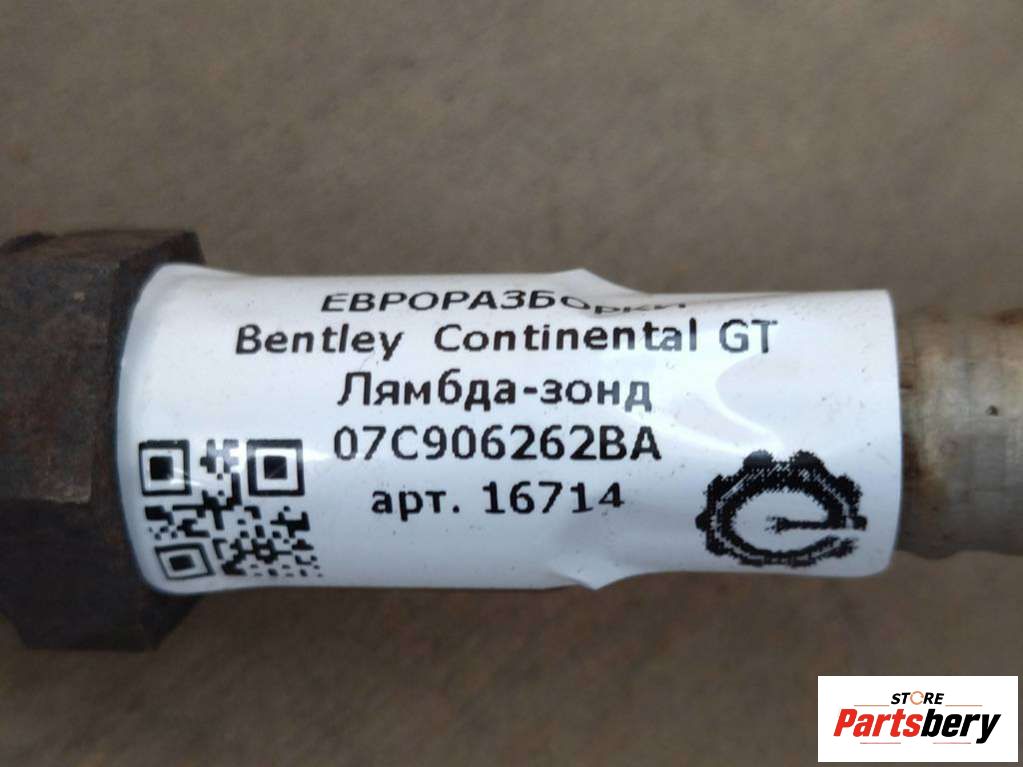 ЕВРОРАЗБОРКИ
Bentley Continental GT
Лямбда-зонд
07C906262BA
арт. 16714
STORE
Partsbery